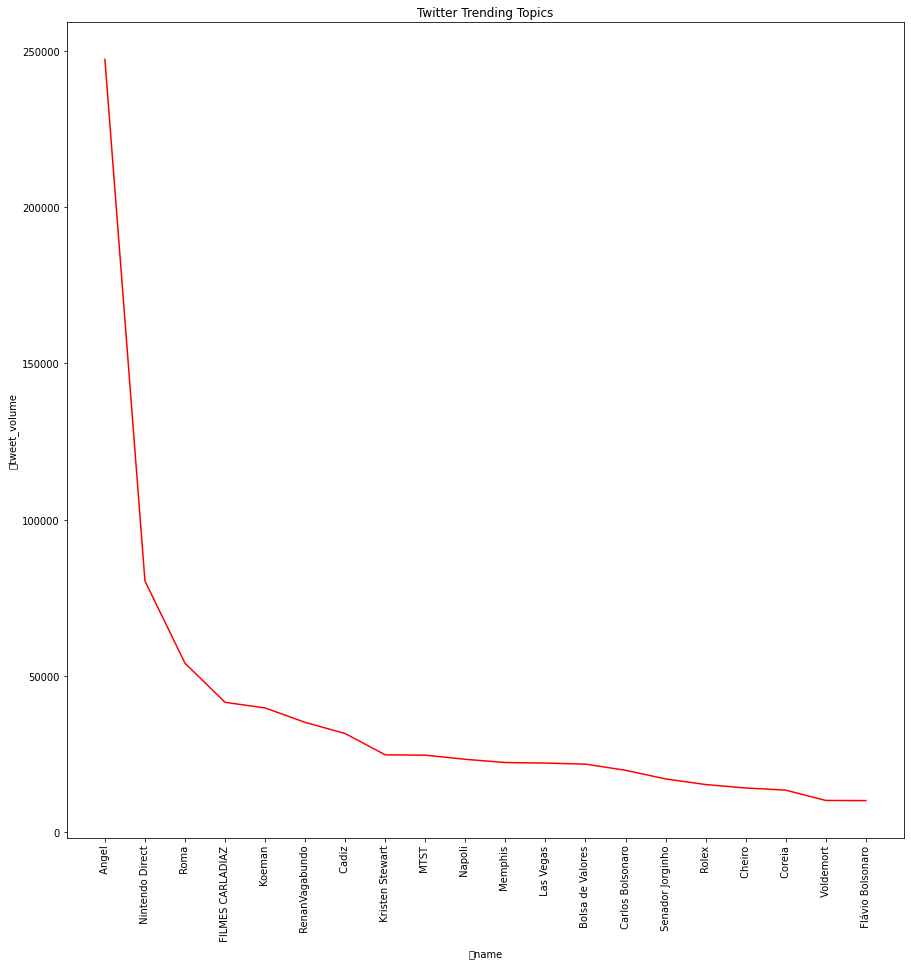 Twitter Trending Topics
250000
200000
150000
100000
50000
0
tweet_volume
Angel
Nintendo Direct
Roma
FILMES CARLADIAZ
Koeman
RenanVagabundo
Cadiz
Kristen Stewart
MTST
Napoli
Memphis
Las Vegas
Bolsa de Valores
Carlos Bolsonaro
Senador Jorginho
Rolex
Cheiro
Coreia
Voldemort
Flávio Bolsonaro
name